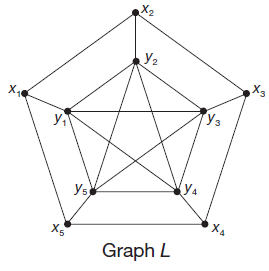 x₂
y₂
x₁
x₃
y₁
y₃
y₅
y₄
x₅
x₄
Graph L